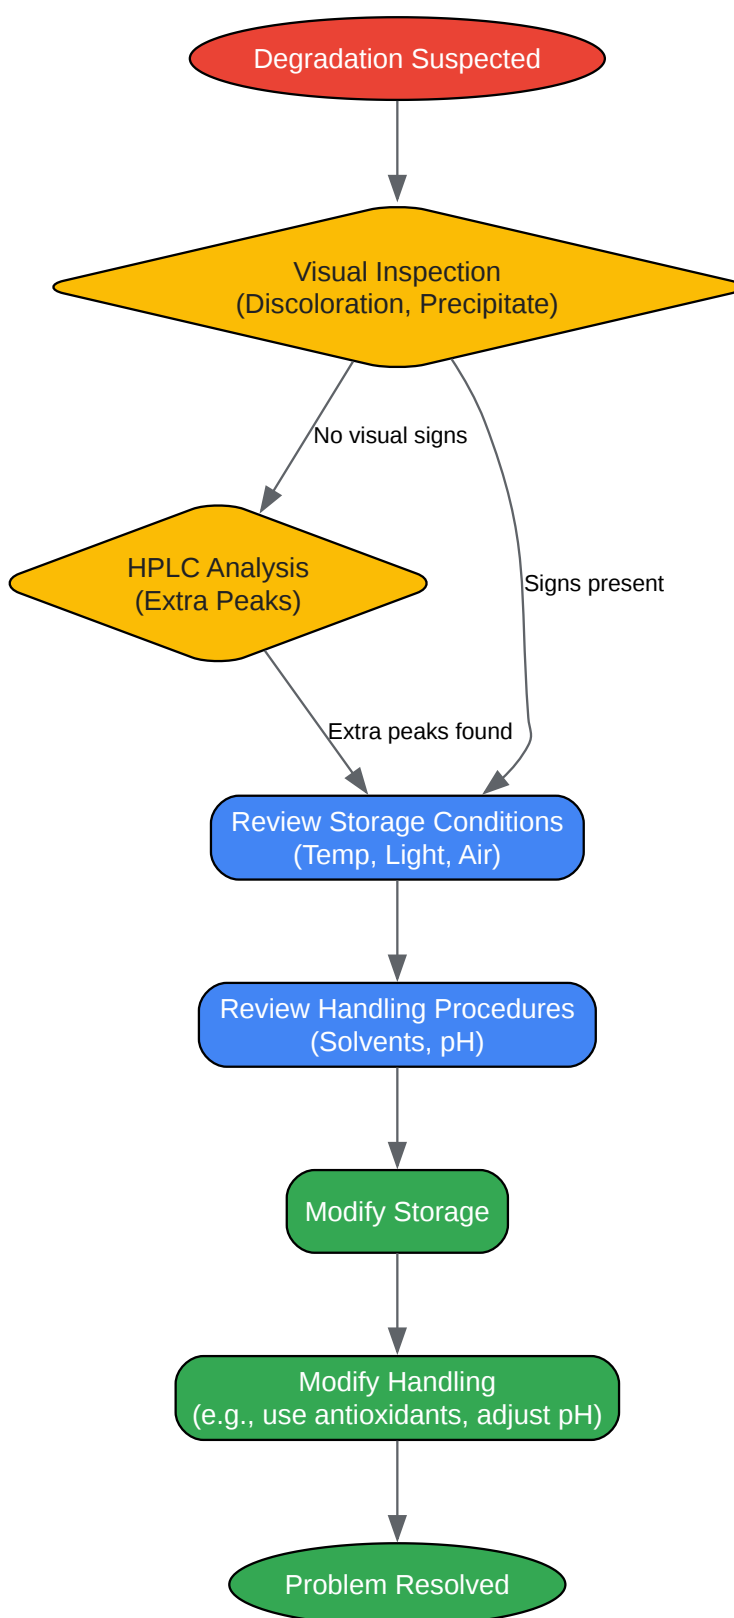 Degradation Suspected
Visual Inspection
(Discoloration, Precipitate)
No visual signs
HPLC Analysis
(Extra Peaks)
Signs present
Extra peaks found
Review Storage Conditions
(Temp, Light, Air)
Review Handling Procedures
(Solvents, pH)
Modify Storage
Modify Handling
(e.g., use antioxidants, adjust pH)
Problem Resolved